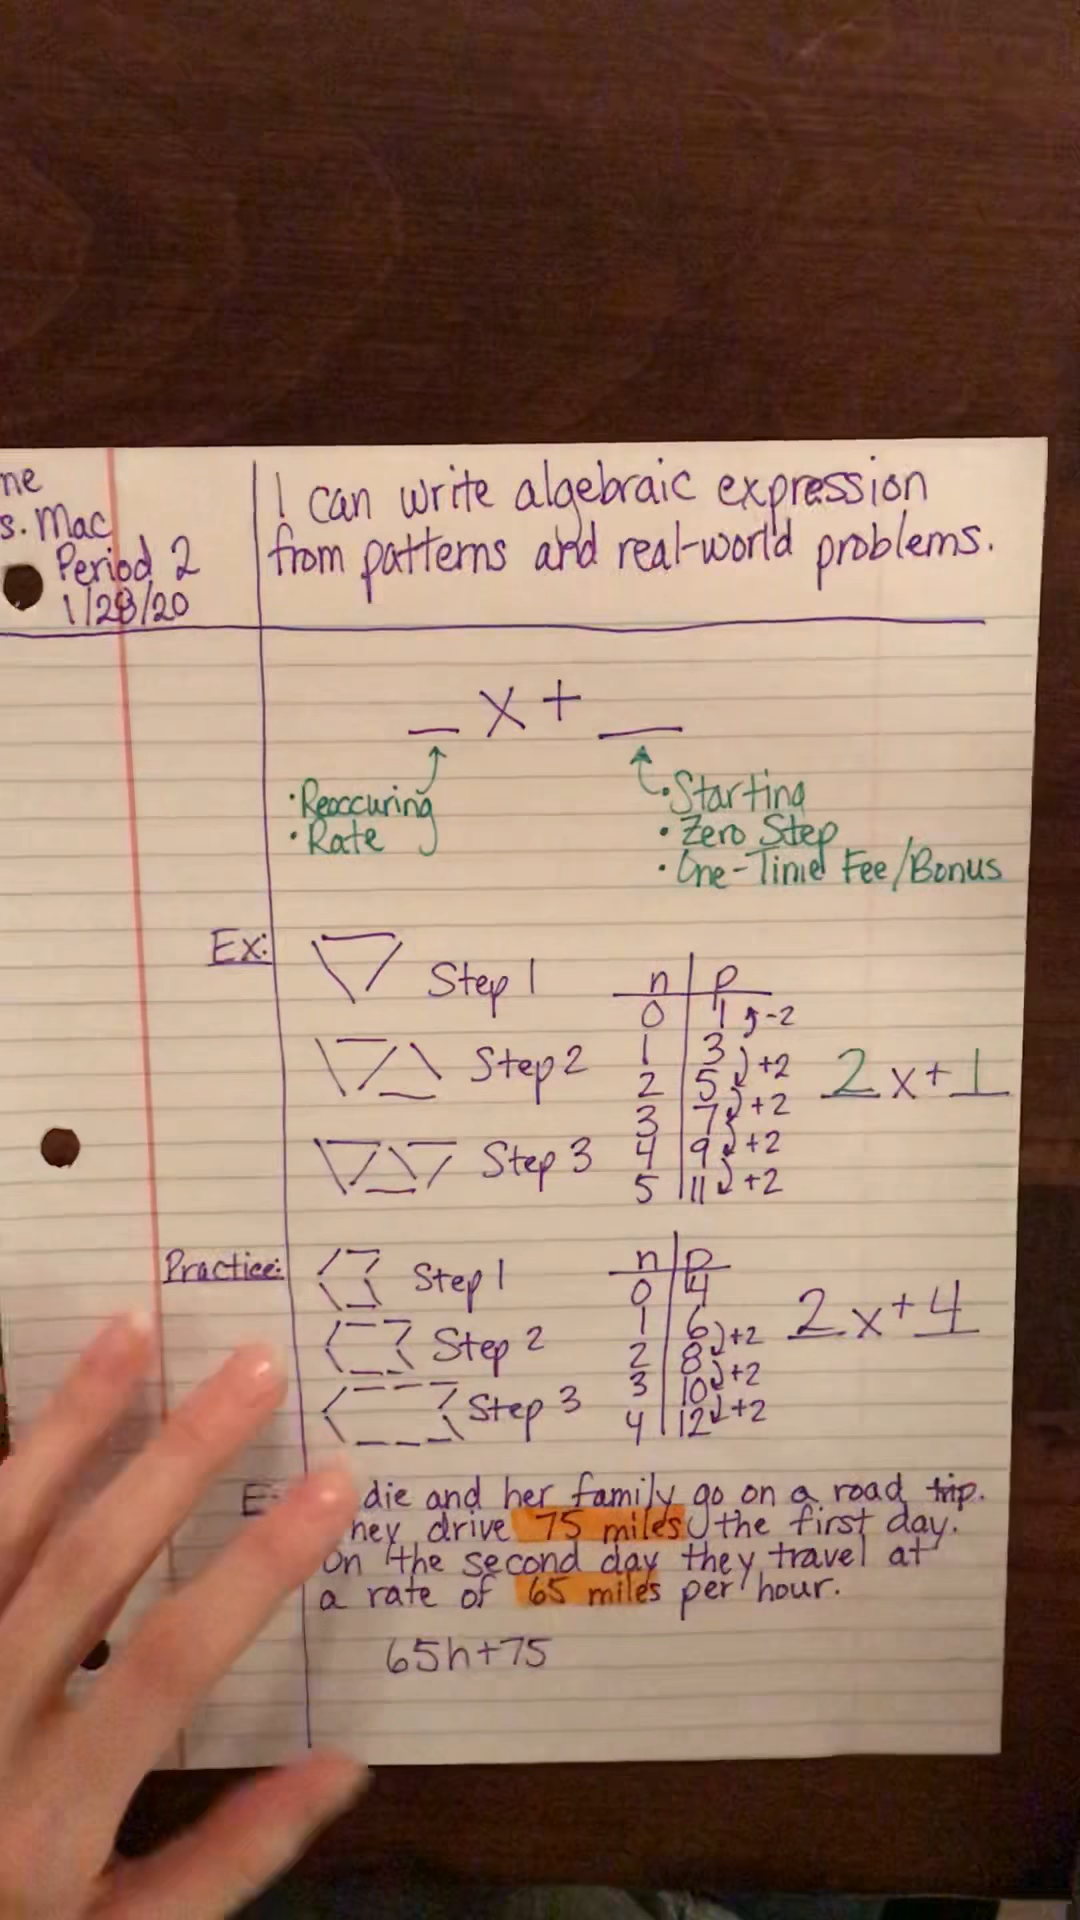 ne
s. Mac
Period 2
1/28/20
I can write algebraic expression
from patterns and real-world problems.
_ x + _
• Reoccuring
• Rate
• Starting
• Zero Step
• One-Time Fee/Bonus
Ex:
Step 1
Step 2
Step 3
n p
0 1 -2
1 3
2 5 +2
3 7 +2
4 9 +2
5 11 +2
2x+1
Practice:
Step 1
Step 2
Step 3
n p
0 4
1 6
2 8 +2
3 10 +2
4 12 +2
2x+4
E
die and her family go on a road trip.
hey drive 75 miles the first day.
On the second day they travel at
a rate of 65 miles per hour.
65h+75